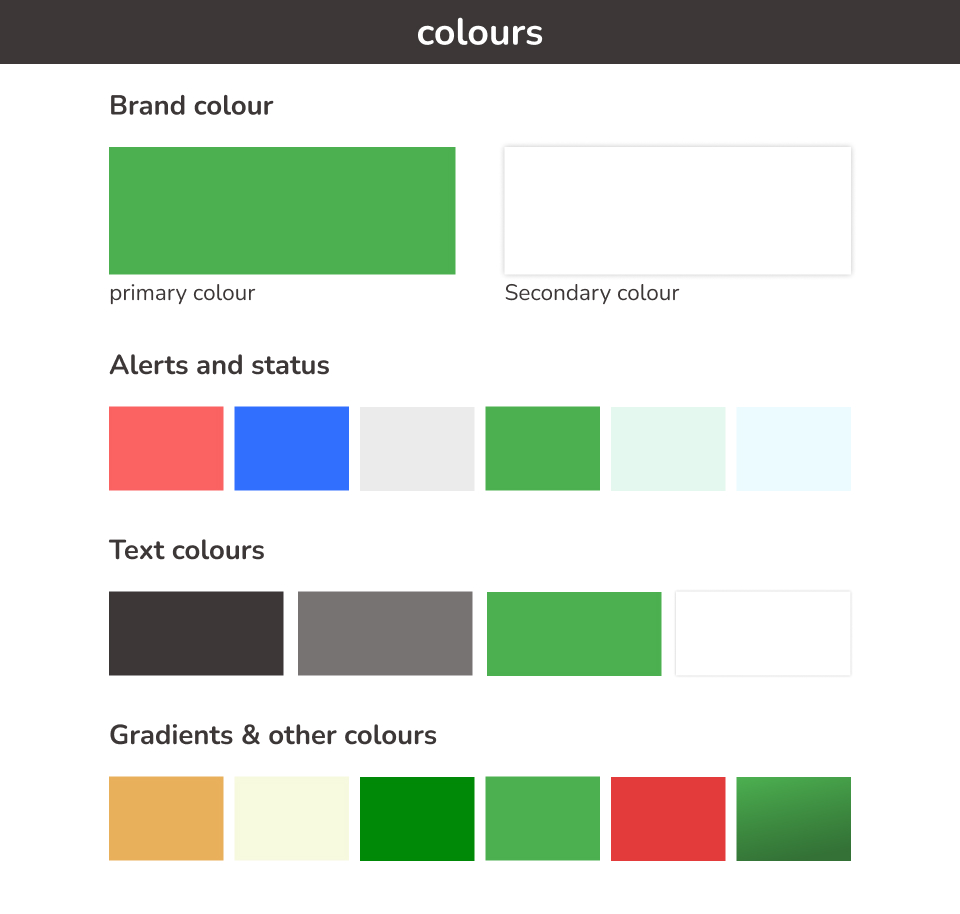 colours
Brand colour
primary colour
Secondary colour
Alerts and status
Text colours
Gradients & other colours